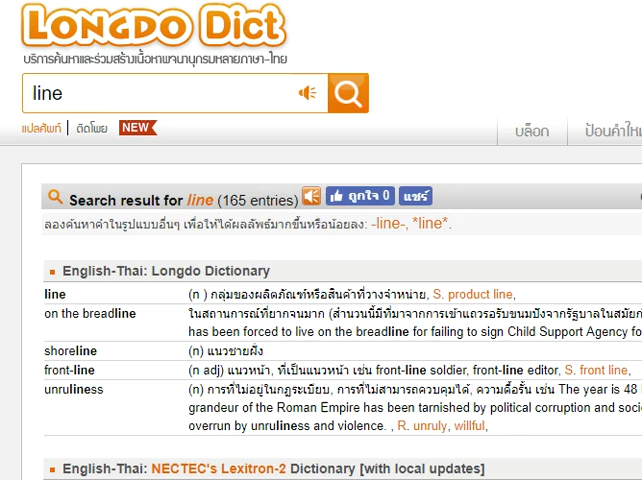 LONGDO Dict
บริการค้นหาและร่วมสร้างเนื้อหาพจนานุกรมหลายภาษา-ไทย
line
แปลศัพท์ | ติดโพย NEW
บล็อก ป้อนคำให
Search result for line (165 entries) ถูกใจ 0 แชร์
ลองค้นหาคำในรูปแบบอื่นๆ เพื่อให้ได้ผลลัพธ์มากขึ้นหรือน้อยลง: -line-, *line*.
English-Thai: Longdo Dictionary
line (n ) กลุ่มของผลิตภัณฑ์หรือสินค้าที่วางจำหน่าย, S. product line,
on the breadline ในสถานการณ์ที่ยากจนมาก (สำนวนนี้มีที่มาจากการเข้าแถวรอรับขนมปังจากรัฐบาลในสมัยก
has been forced to live on the breadline for failing to sign Child Support Agency fo
shoreline (n) แนวชายฝั่ง
front-line (n adj) แนวหน้า, ที่เป็นแนวหน้า เช่น front-line soldier, front-line editor, S. front line,
unruliness (n) การที่ไม่อยู่ในกฎระเบียบ, การที่ไม่สามารถควบคุมได้, ความดื้อรั้น เช่น The year is 48
grandeur of the Roman Empire has been tarnished by political corruption and soci
overrun by unruliness and violence. , R. unruly, willful,
English-Thai: NECTEC's Lexitron-2 Dictionary [with local updates]